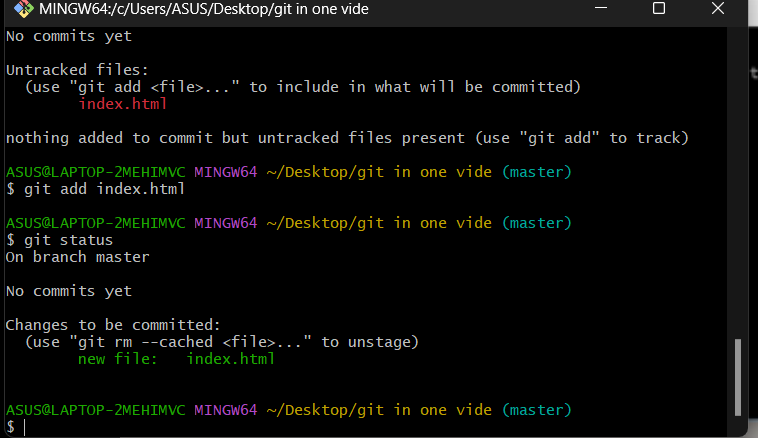 MINGW64:/c/Users/ASUS/Desktop/git in one vide
No commits yet
Untracked files:
  (use "git add <file>..." to include in what will be committed)
        index.html
nothing added to commit but untracked files present (use "git add" to track)
ASUS@LAPTOP-2MEHIMVC MINGW64 ~/Desktop/git in one vide (master)
$ git add index.html
ASUS@LAPTOP-2MEHIMVC MINGW64 ~/Desktop/git in one vide (master)
$ git status
On branch master
No commits yet
Changes to be committed:
  (use "git rm --cached <file>..." to unstage)
        new file:   index.html
ASUS@LAPTOP-2MEHIMVC MINGW64 ~/Desktop/git in one vide (master)
$